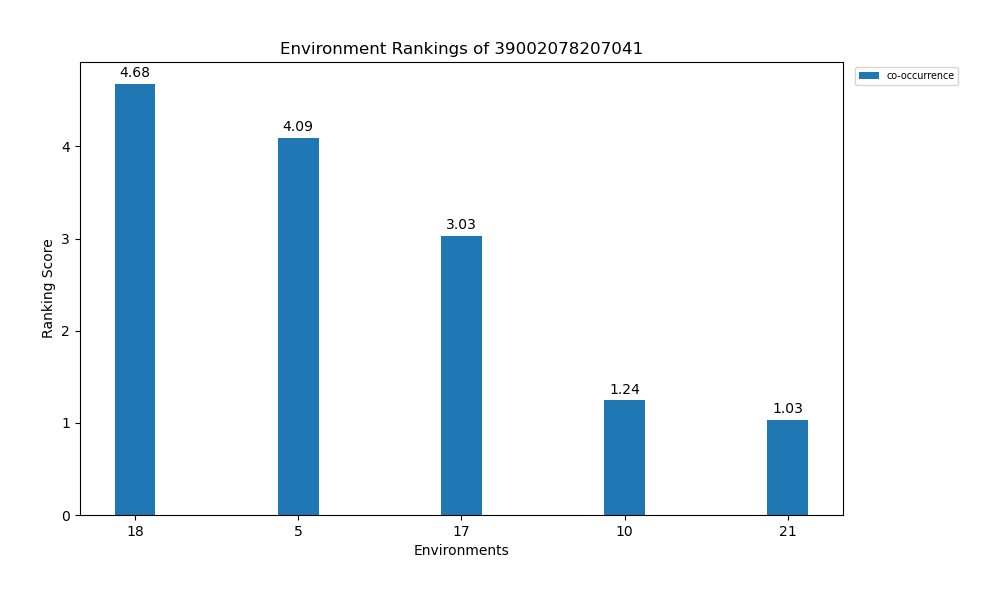 Environment Rankings of 39002078207041
co-occurrence
4.68
4.09
3.03
1.24
1.03
Ranking Score
4
3
2
1
0
18 5 17 10 21
Environments